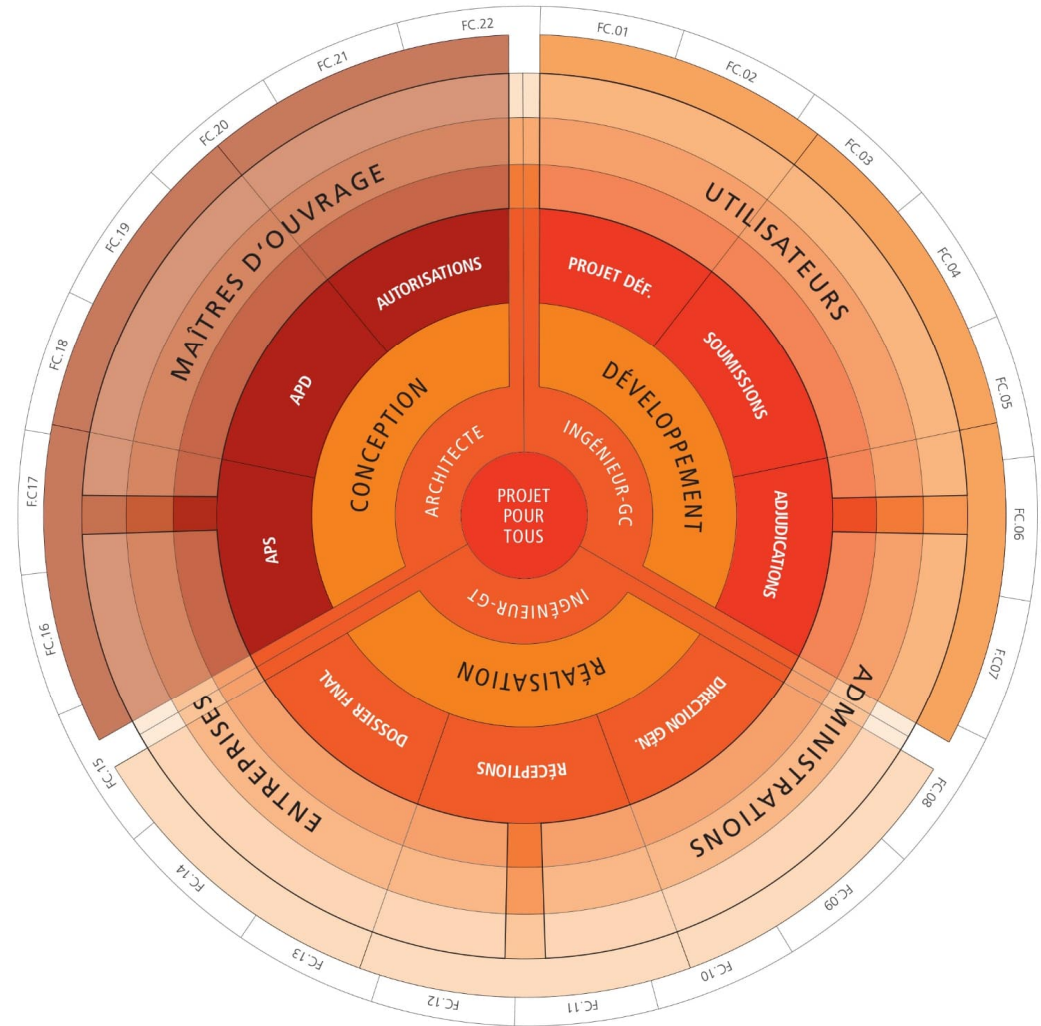 FC.01
FC.02
FC.03
FC.04
FC.05
FC.06
FC07
FC.08
FC.09
FC.10
FC.11
FC.12
FC.13
FC.14
FC.15
FC.16
FC17
FC.18
FC.19
FC.20
FC.21
FC.22
MAÎTRES D'OUVRAGE
UTILISATEURS
ADMINISTRATIONS
ENTREPRISES
AUTORISATIONS
APD
APS
PROJET DÉF.
SOUMISSIONS
ADJUDICATIONS
DIRECTION GÉN.
RÉCEPTIONS
DOSSIER FINAL
CONCEPTION
DÉVELOPPEMENT
RÉALISATION
ARCHITECTE
INGÉNIEUR-GC
INGÉNIEUR-GT
PROJET
POUR
TOUS